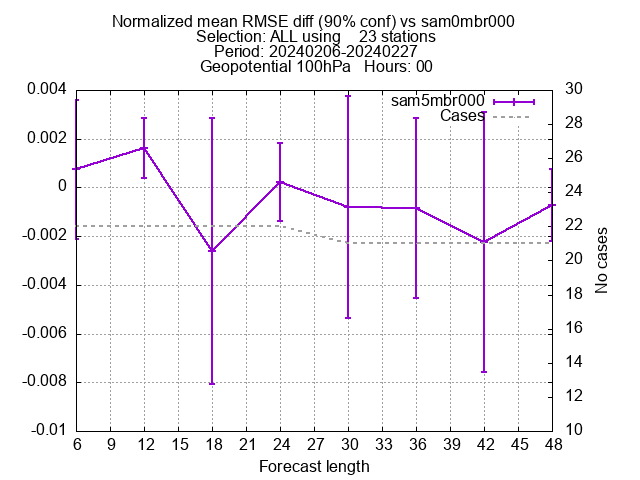 Normalized mean RMSE diff (90% conf) vs sam0mbr000
Selection: ALL using    23 stations
Period: 20240206-20240227
Geopotential 100hPa   Hours: 00
0.004
0.002
0
-0.002
-0.004
-0.006
-0.008
-0.01
sam5mbr000
Cases
30
28
26
24
22
20
18
16
14
12
10
No cases
6 9 12 15 18 21 24 27 30 33 36 39 42 45 48
Forecast length